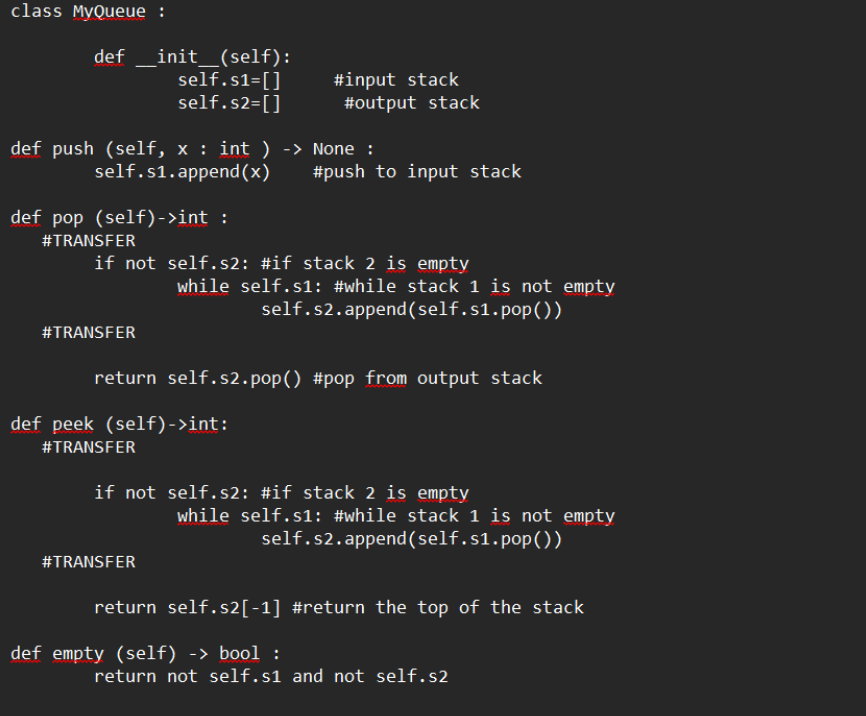 class MyQueue :
def __init__(self):
self.s1=[] #input stack
self.s2=[] #output stack
def push (self, x : int ) -> None :
self.s1.append(x) #push to input stack
def pop (self)->int :
#TRANSFER
if not self.s2: #if stack 2 is empty
while self.s1: #while stack 1 is not empty
self.s2.append(self.s1.pop())
#TRANSFER
return self.s2.pop() #pop from output stack
def peek (self)->int:
#TRANSFER
if not self.s2: #if stack 2 is empty
while self.s1: #while stack 1 is not empty
self.s2.append(self.s1.pop())
#TRANSFER
return self.s2[-1] #return the top of the stack
def empty (self) -> bool :
return not self.s1 and not self.s2